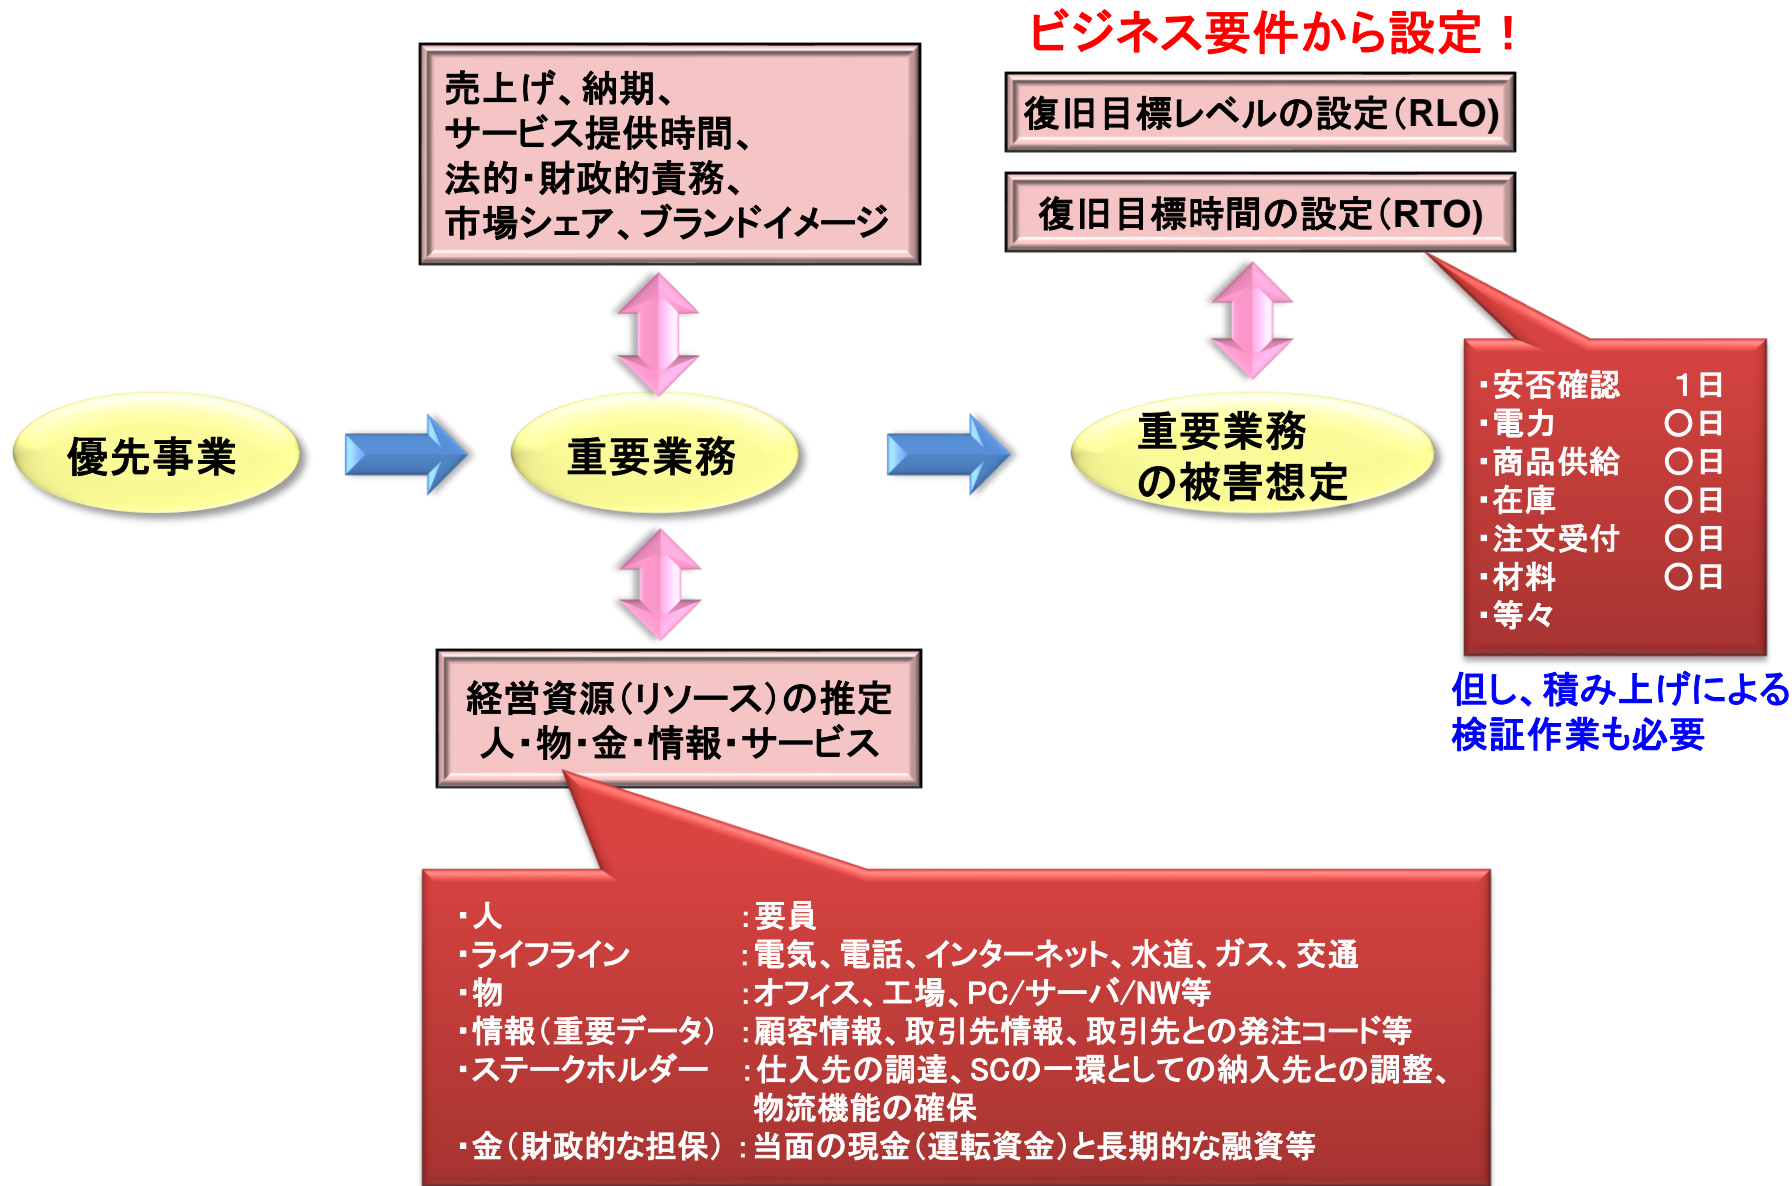 ビジネス要件から設定！
売上げ、納期、
サービス提供時間、
法的・財政的責務、
市場シェア、ブランドイメージ
復旧目標レベルの設定（RLO)
復旧目標時間の設定（RTO)
優先事業
重要業務
重要業務
の被害想定
・安否確認　１日
・電力　〇日
・商品供給　〇日
・在庫　〇日
・注文受付　〇日
・材料　〇日
・等々
但し、積み上げによる
検証作業も必要
経営資源（リソース）の推定
人・物・金・情報・サービス
・人　：要員
・ライフライン　：電気、電話、インターネット、水道、ガス、交通
・物　：オフィス、工場、PC/サーバ/NW等
・情報（重要データ）：顧客情報、取引先情報、取引先との発注コード等
・ステークホルダー　：仕入先の調達、SCの一環としての納入先との調整、
物流機能の確保
・金（財政的な担保）：当面の現金（運転資金）と長期的な融資等